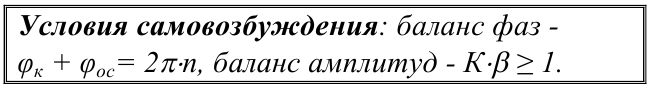 Условия самовозбуждения: баланс фаз -
φк + φос= 2π·n, баланс амплитуд - К·β ≥ 1.